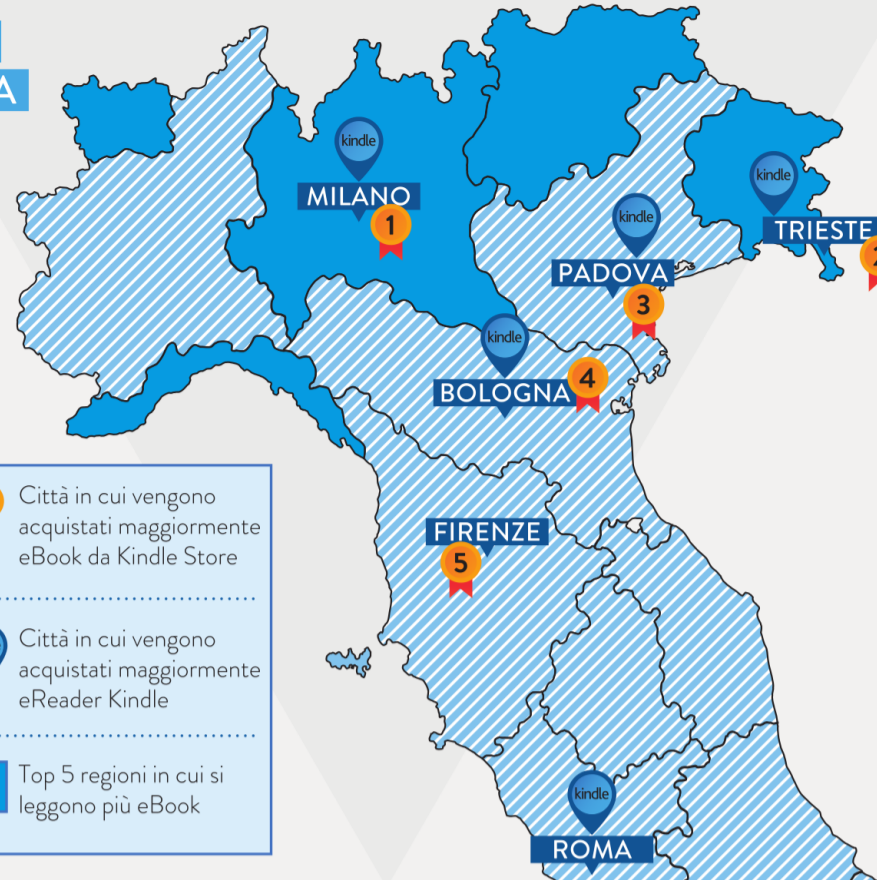 A
kindle
MILANO
1
kindle
TRIESTE
2
kindle
PADOVA
3
kindle
BOLOGNA
4
FIRENZE
5
Città in cui vengono
acquistati maggiormente
eBook da Kindle Store
Città in cui vengono
acquistati maggiormente
eReader Kindle
Top 5 regioni in cui si
leggono più eBook
kindle
ROMA